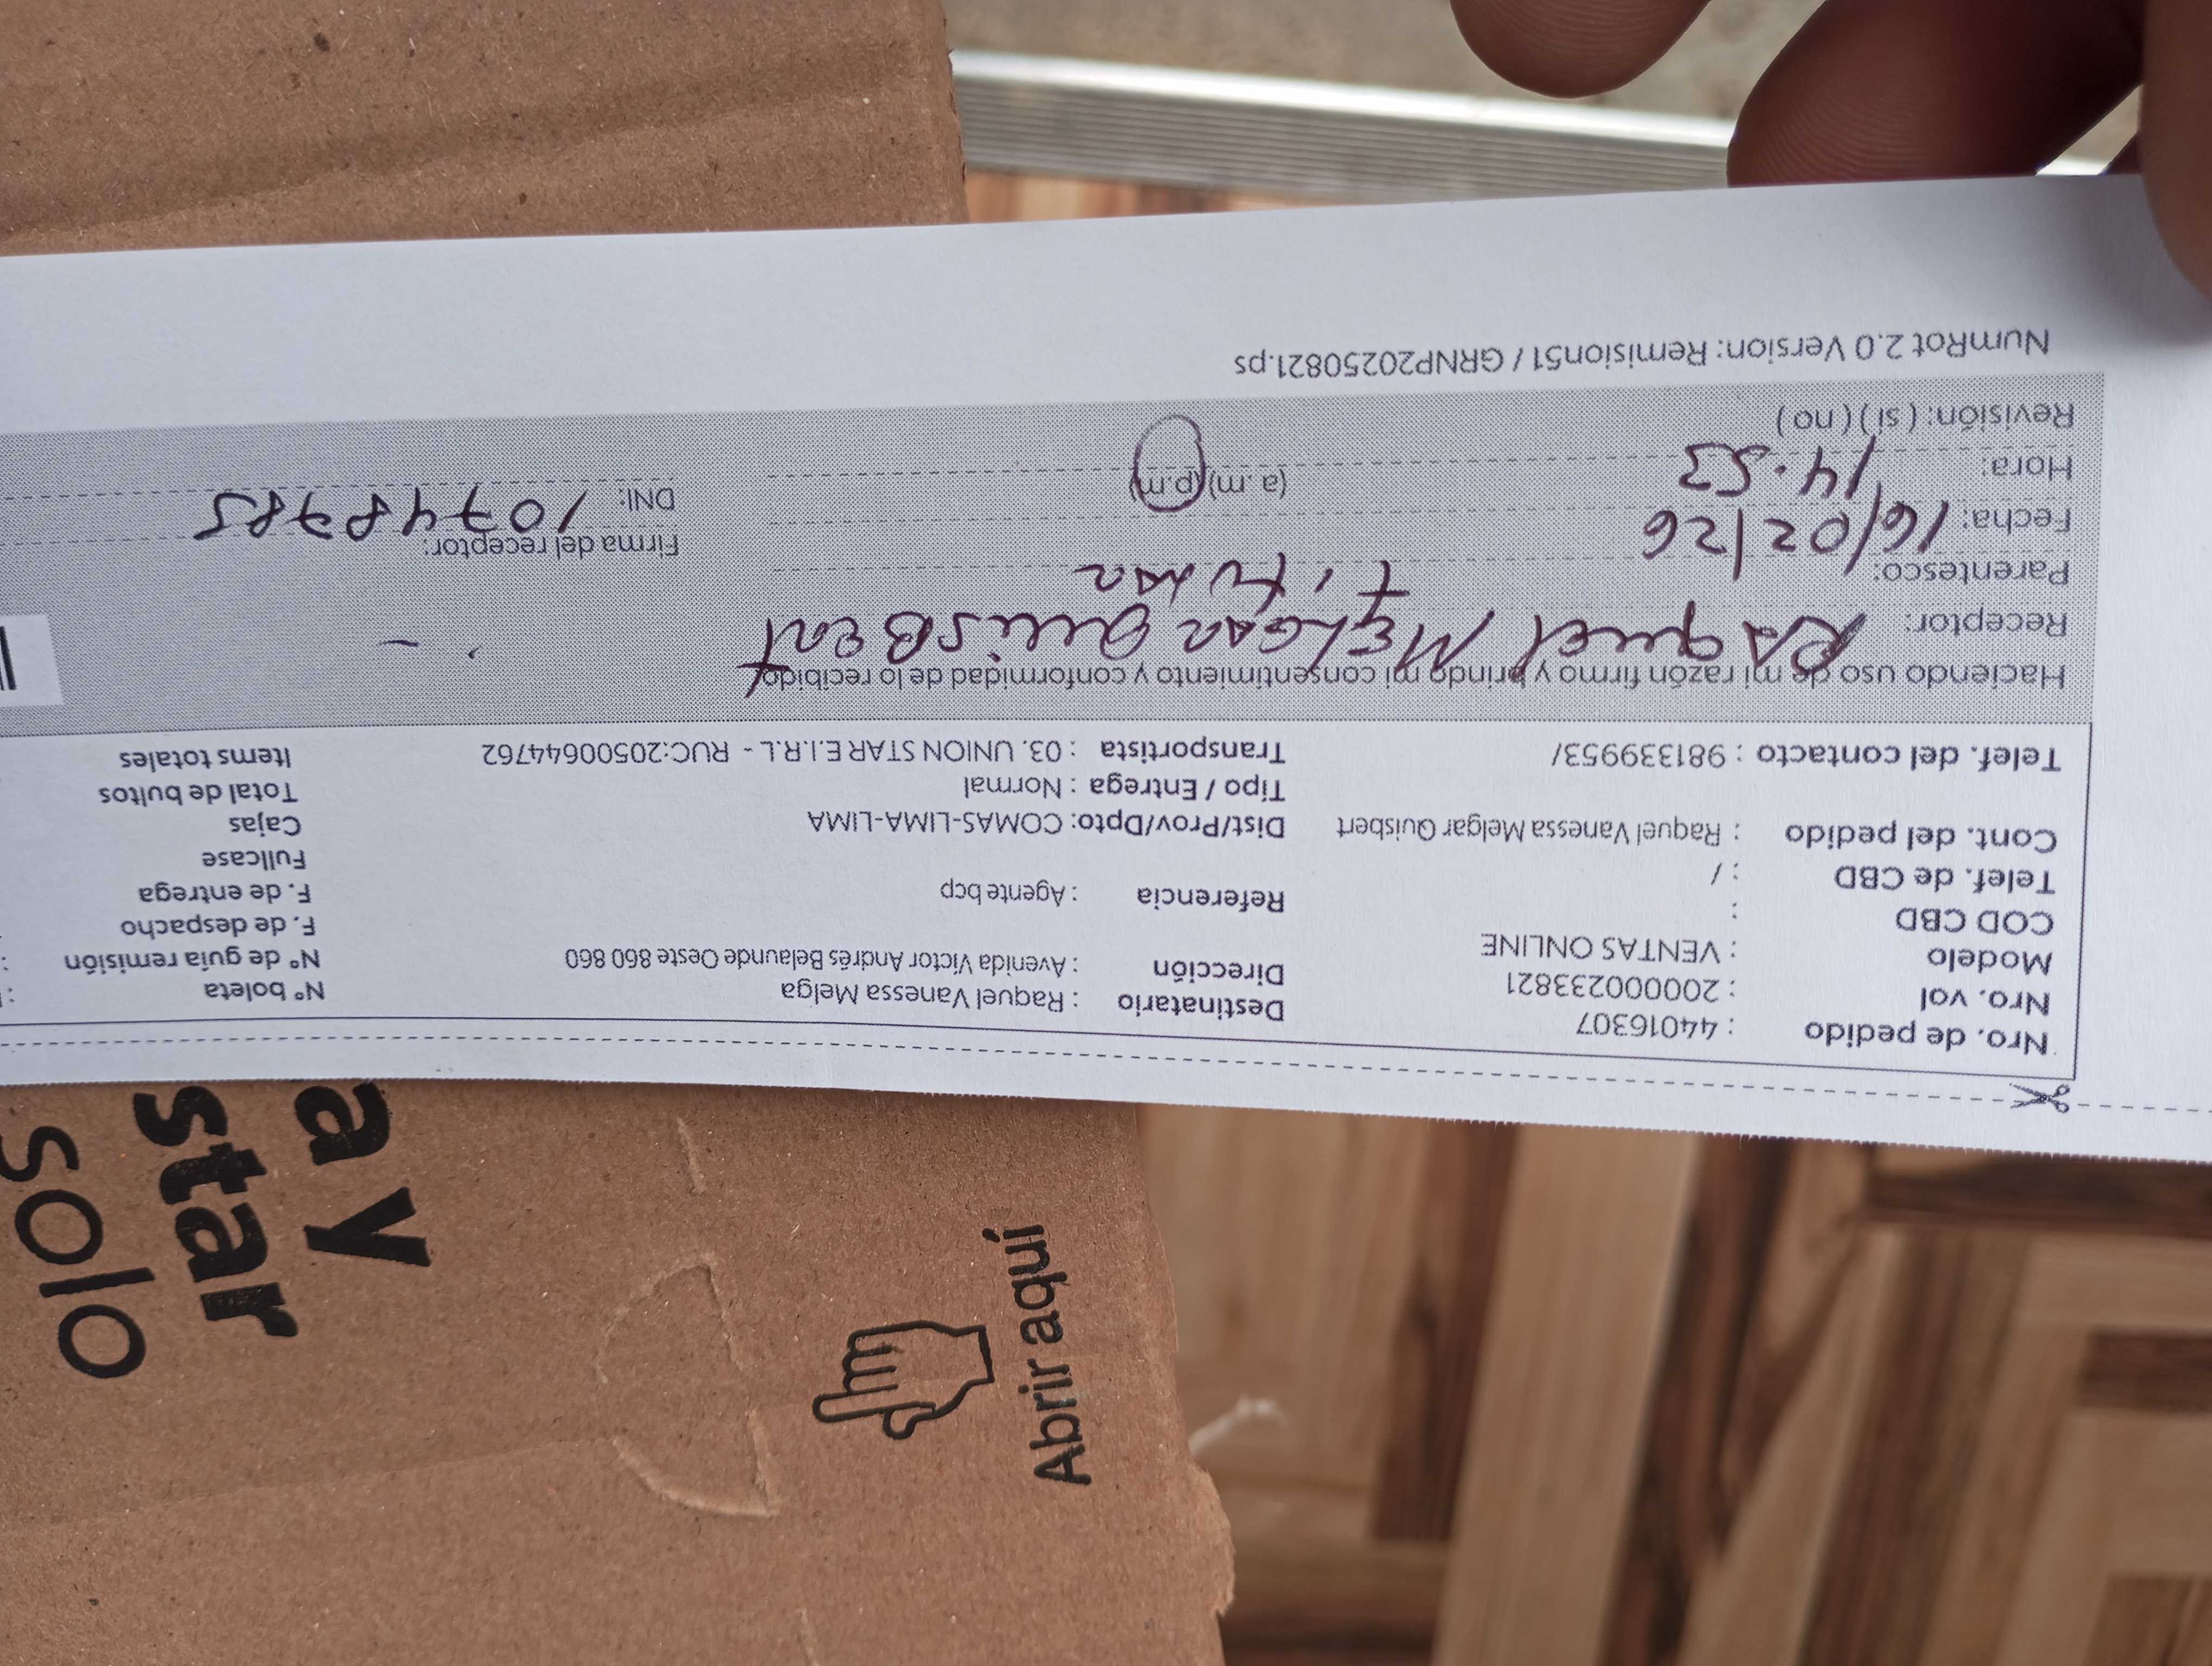 Nro. de pedido : 44016307
Nro. vol : 20000023382​1
Modelo : VENTAS ONLINE
COD CBD :
Telef. de CBD : /
Cont. del pedido : Raquel Vanessa Melgar Quisbert
Telef. del contacto : 981339953/
Destinatario : Raquel Vanessa Melga
Dirección : Avenida Victor Andrés Belaunde Oeste 860 860
Referencia : Agente bcp
Dist/Prov/Dpto: COMAS-LIMA-LIMA
Tipo / Entrega : Normal
Transportista : 03. UNION STAR E.I.R.L - RUC:20500644762
N° boleta :
N° de guía remisión :
F. de despacho
F. de entrega
Fullcase
Cajas
Total de bultos
Items totales
Haciendo uso de mi razón firmo y brindo mi consentimiento y conformidad de lo recibido
Receptor: RAquel MElGAR QuisBErt
Parentesco: titular
Fecha: 16/02/26
Hora: 14.53 (a.m) (p.m)
Revisión: ( si ) ( no )
Firma del receptor:
DNI: 10748785
NumRot 2.0 Version: Remision51 / GRNP20250821.ps
Abrir aquí
ay
star
solo